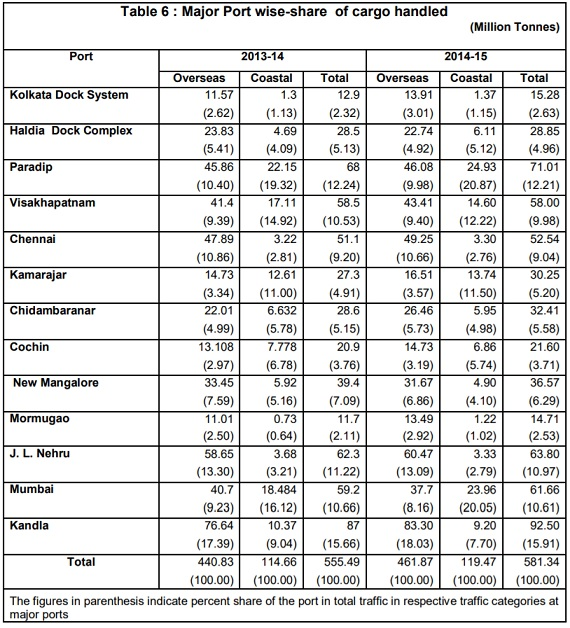 Table 6 : Major Port wise-share of cargo handled
(Million Tonnes)
Port 2013-14 2014-15
Overseas Coastal Total Overseas Coastal Total
Kolkata Dock System 11.57 1.3 12.9 13.91 1.37 15.28
(2.62) (1.13) (2.32) (3.01) (1.15) (2.63)
Haldia Dock Complex 23.83 4.69 28.5 22.74 6.11 28.85
(5.41) (4.09) (5.13) (4.92) (5.12) (4.96)
Paradip 45.86 22.15 68 46.08 24.93 71.01
(10.40) (19.32) (12.24) (9.98) (20.87) (12.21)
Visakhapatnam 41.4 17.11 58.5 43.41 14.60 58.00
(9.39) (14.92) (10.53) (9.40) (12.22) (9.98)
Chennai 47.89 3.22 51.1 49.25 3.30 52.54
(10.86) (2.81) (9.20) (10.66) (2.76) (9.04)
Kamarajar 14.73 12.61 27.3 16.51 13.74 30.25
(3.34) (11.00) (4.91) (3.57) (11.50) (5.20)
Chidambaranar 22.01 6.632 28.6 26.46 5.95 32.41
(4.99) (5.78) (5.15) (5.73) (4.98) (5.58)
Cochin 13.108 7.778 20.9 14.73 6.86 21.60
(2.97) (6.78) (3.76) (3.19) (5.74) (3.71)
New Mangalore 33.45 5.92 39.4 31.67 4.90 36.57
(7.59) (5.16) (7.09) (6.86) (4.10) (6.29)
Mormugao 11.01 0.73 11.7 13.49 1.22 14.71
(2.50) (0.64) (2.11) (2.92) (1.02) (2.53)
J. L. Nehru 58.65 3.68 62.3 60.47 3.33 63.80
(13.30) (3.21) (11.22) (13.09) (2.79) (10.97)
Mumbai 40.7 18.484 59.2 37.7 23.96 61.66
(9.23) (16.12) (10.66) (8.16) (20.05) (10.61)
Kandla 76.64 10.37 87 83.30 9.20 92.50
(17.39) (9.04) (15.66) (18.03) (7.70) (15.91)
Total 440.83 114.66 555.49 461.87 119.47 581.34
(100.00) (100.00) (100.00) (100.00) (100.00) (100.00)
The figures in parenthesis indicate percent share of the port in total traffic in respective traffic categories at
major ports